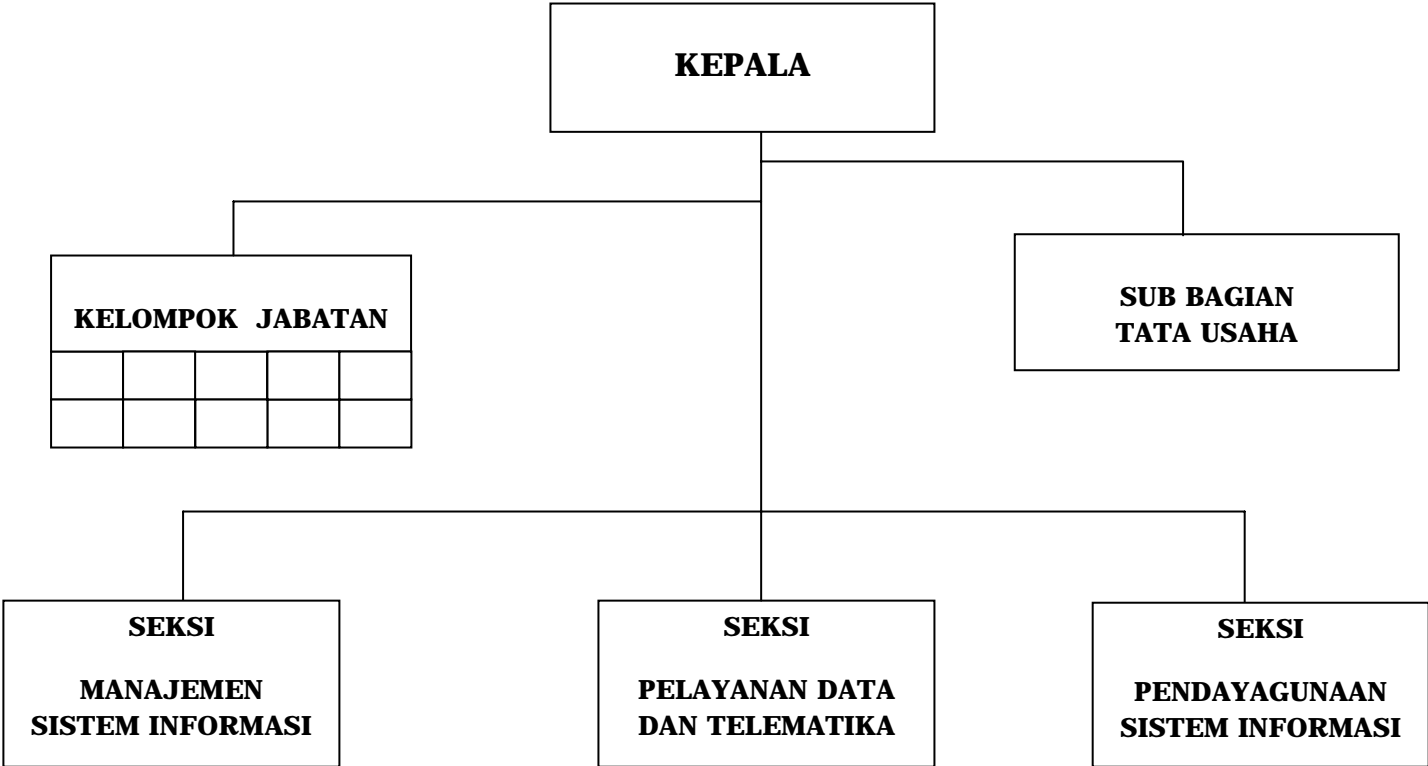 KEPALA
KELOMPOK JABATAN
SUB BAGIAN
TATA USAHA
SEKSI
MANAJEMEN
SISTEM INFORMASI
SEKSI
PELAYANAN DATA
DAN TELEMATIKA
SEKSI
PENDAYAGUNAAN
SISTEM INFORMASI